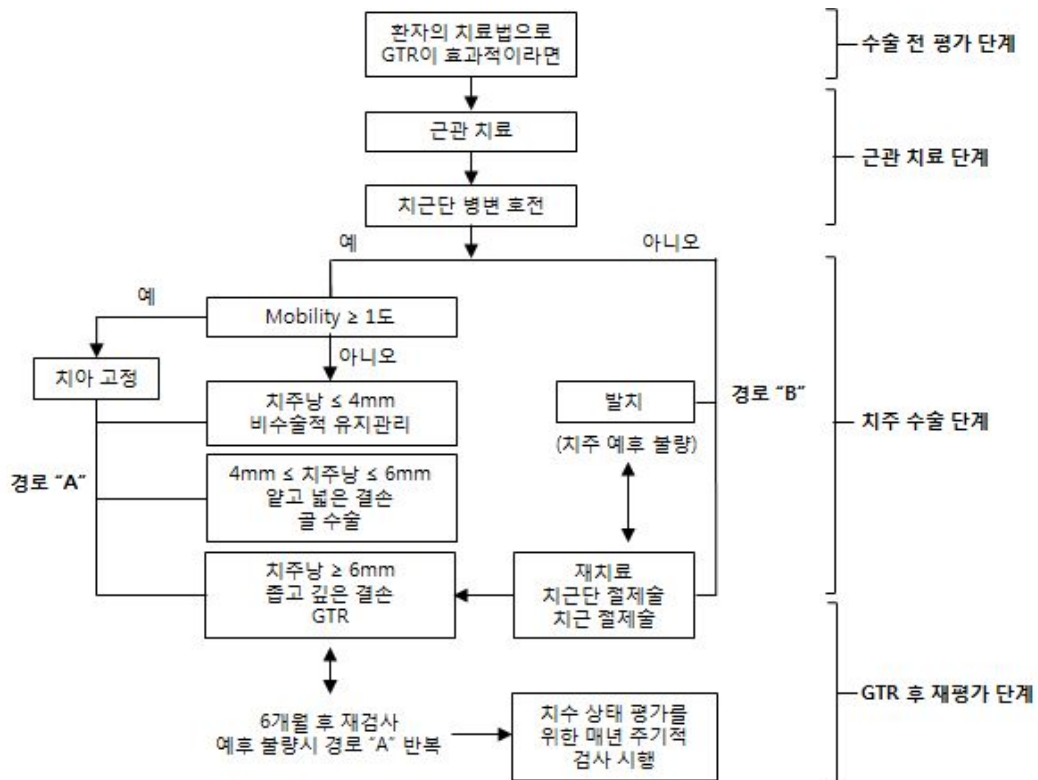 환자의 치료법으로
GTR이 효과적이라면
수술 전 평가 단계
근관 치료
근관 치료 단계
치근단 병변 호전
예
아니오
예
Mobility ≥ 1도
아니오
치아 고정
치주낭 ≤ 4mm
비수술적 유지관리
발치
(치주 예후 불량)
경로 “B”
치주 수술 단계
경로 “A”
4mm ≤ 치주낭 ≤ 6mm
얕고 넓은 결손
골 수술
치주낭 ≥ 6mm
좁고 깊은 결손
GTR
재치료
치근단 절제술
치근 절제술
GTR 후 재평가 단계
6개월 후 재검사
예후 불량시 경로 “A” 반복
치수 상태 평가를
위한 매년 주기적
검사 시행